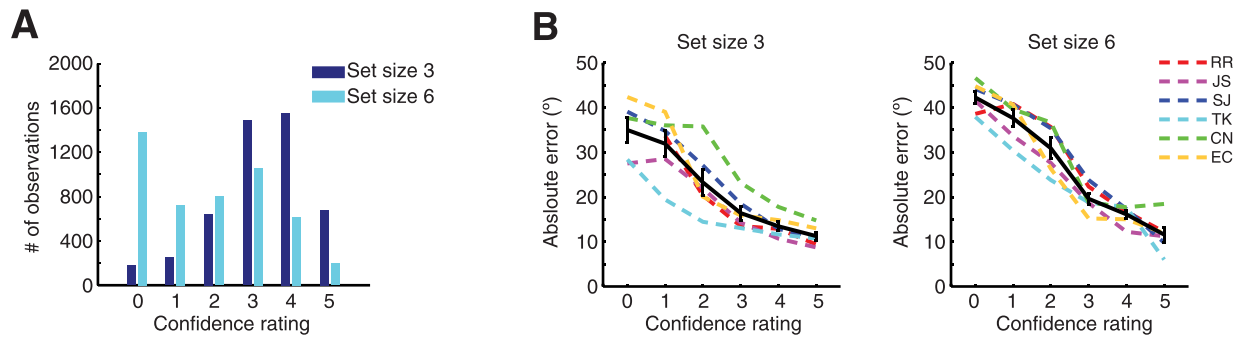 A
2000
1600
1200
800
400
0
# of observations
0 1 2 3 4 5
Confidence rating
Set size 3
Set size 6
B
Set size 3
50
40
30
20
10
0
Absloute error (°)
0 1 2 3 4 5
Confidence rating
Set size 6
50
40
30
20
10
0
Absloute error (°)
0 1 2 3 4 5
Confidence rating
RR
JS
SJ
TK
CN
EC